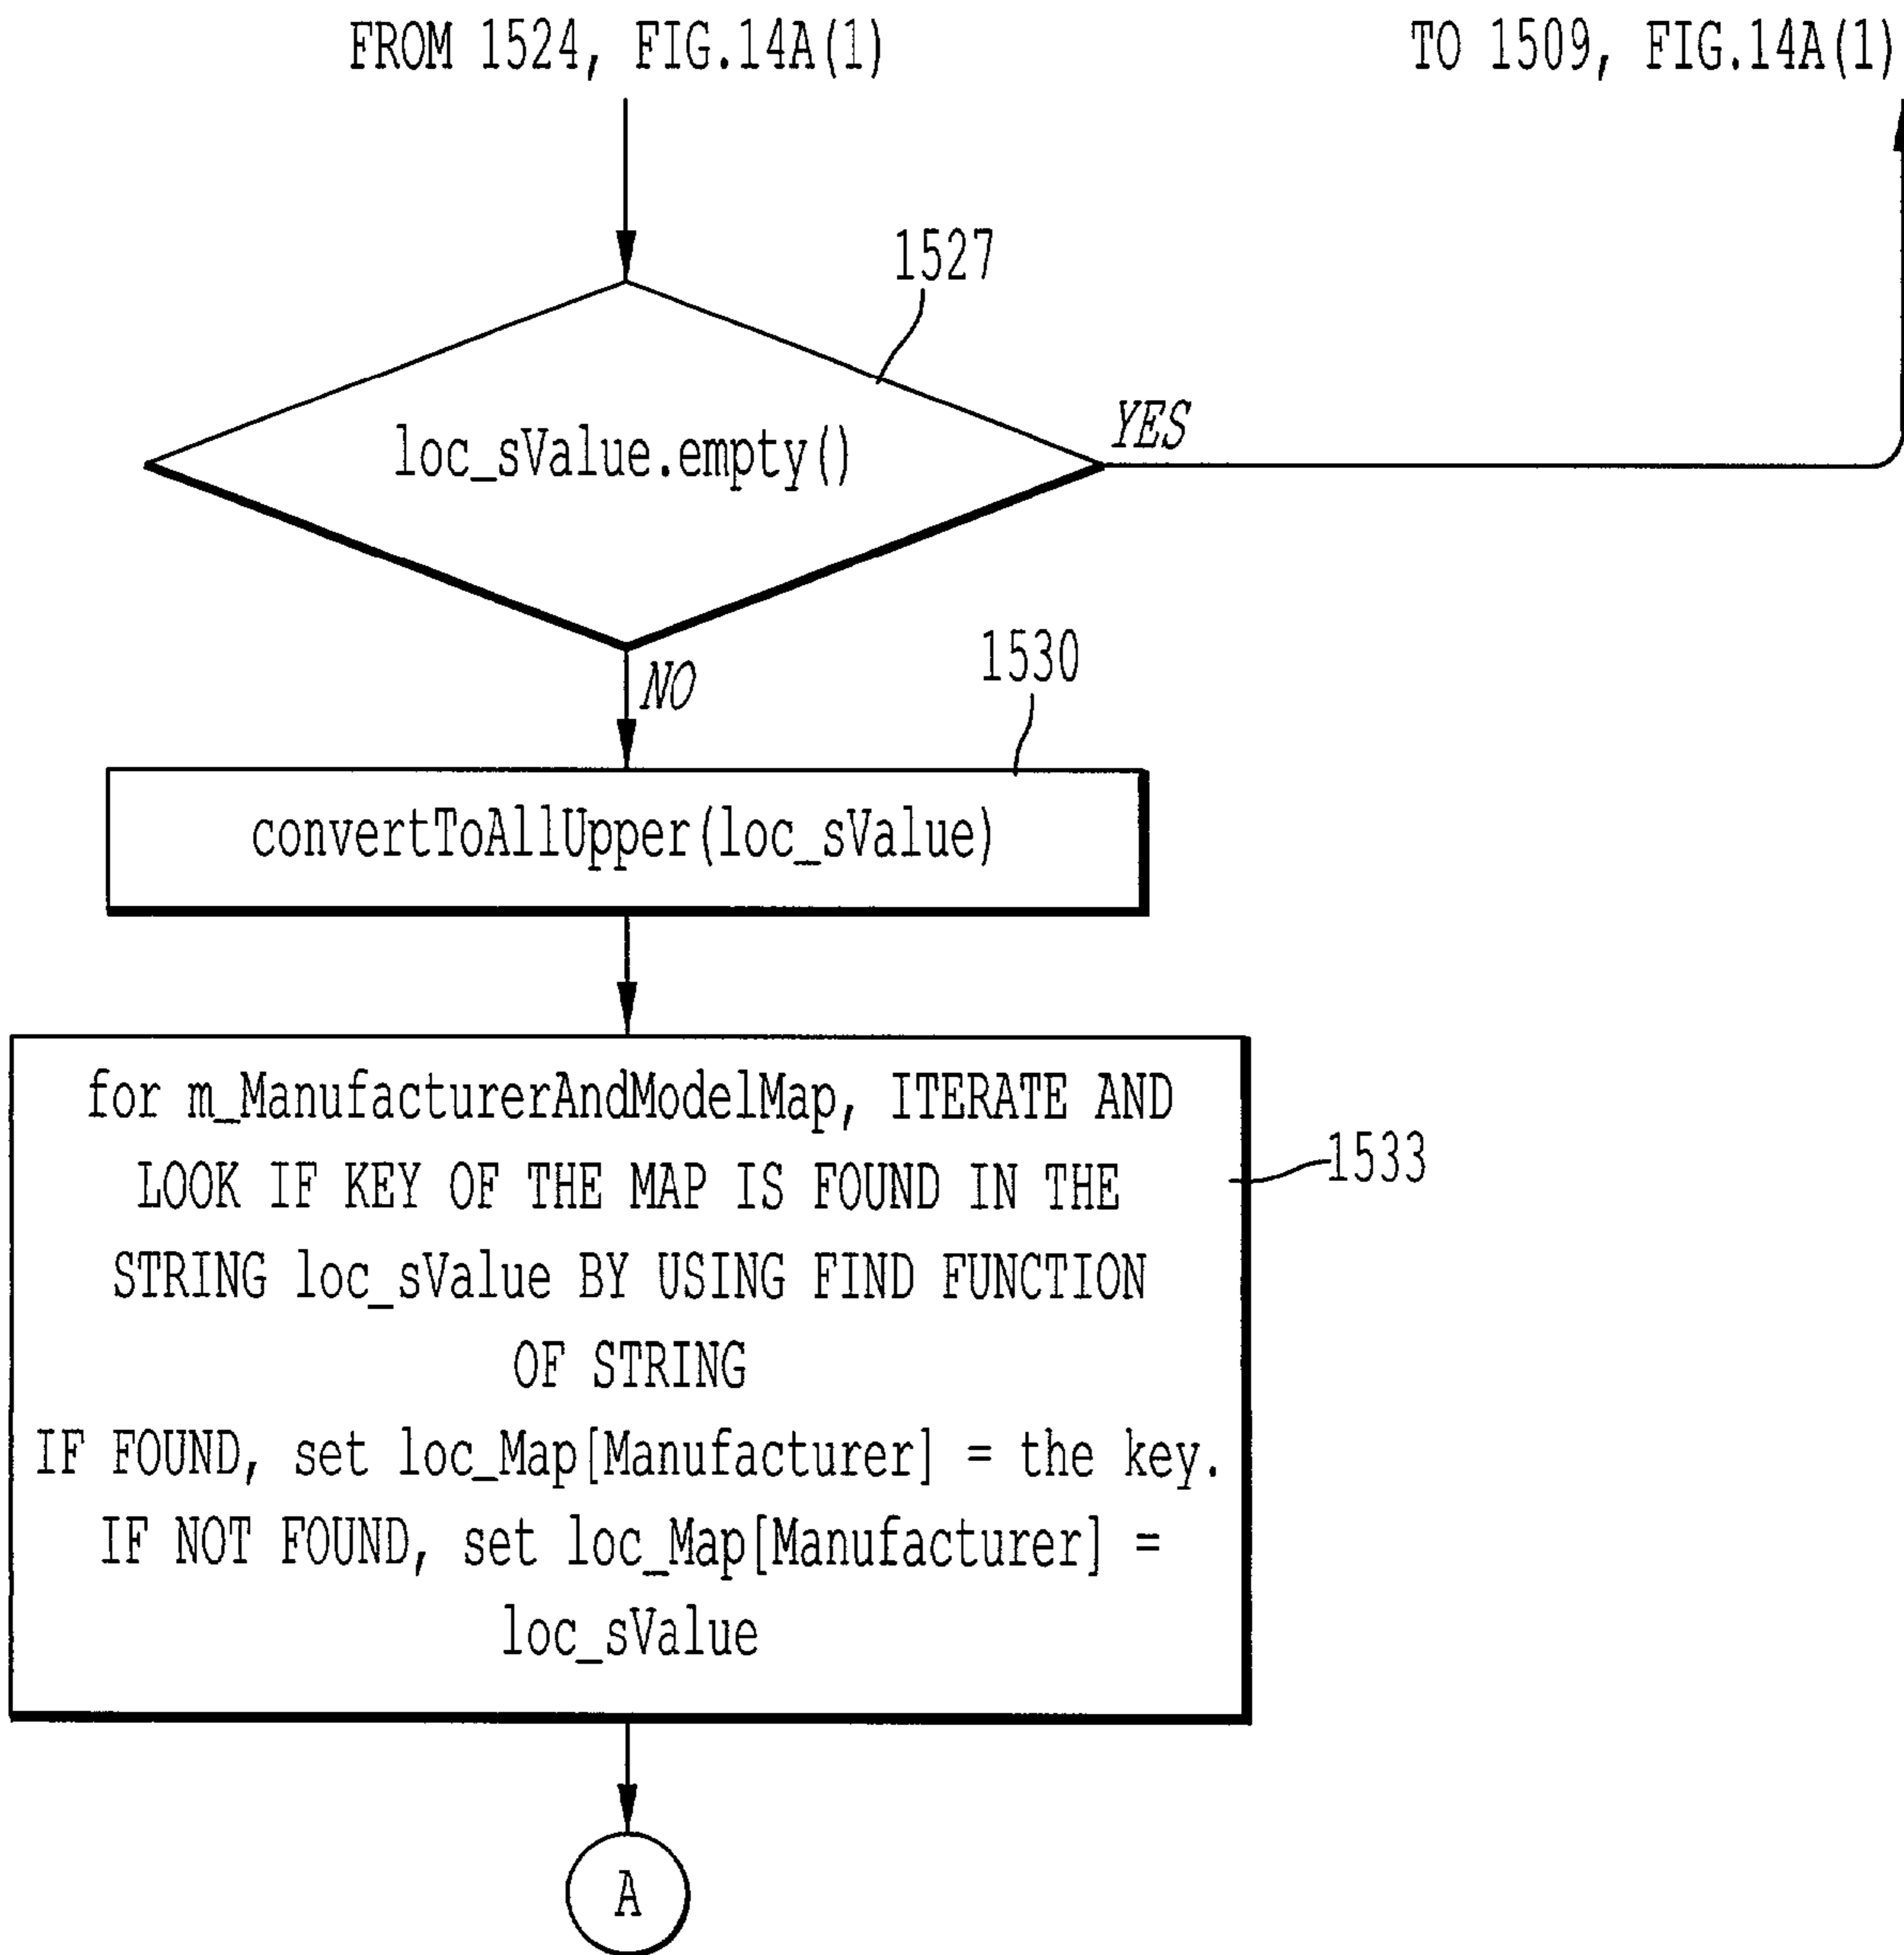 FROM 1524, FIG.14A(1)
TO 1509, FIG.14A(1)
1527
loc_sValue.empty()
YES
NO
1530
convertToAllUpper(loc_sValue)
for m_ManufacturerAndModelMap, ITERATE AND
LOOK IF KEY OF THE MAP IS FOUND IN THE
STRING loc_sValue BY USING FIND FUNCTION
OF STRING
IF FOUND, set loc_Map[Manufacturer] = the key.
IF NOT FOUND, set loc_Map[Manufacturer] =
loc_sValue
1533
A